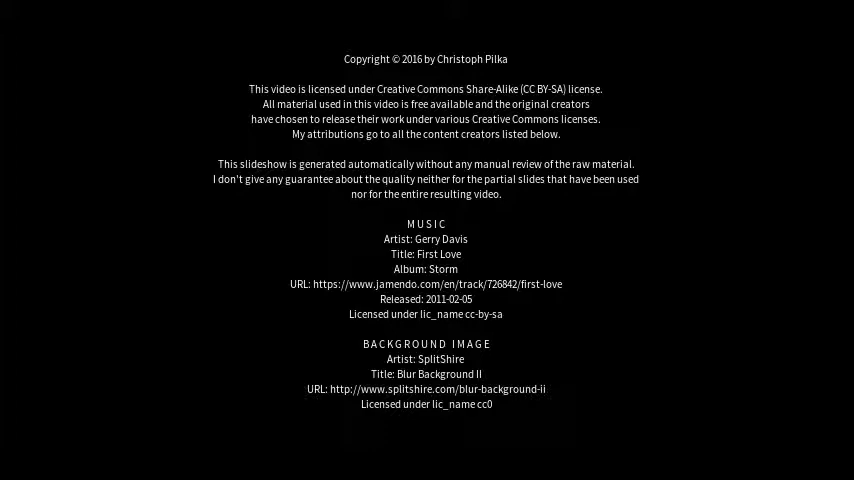 Copyright © 2016 by Christoph Pilka
This video is licensed under Creative Commons Share-Alike (CC BY-SA) license.
All material used in this video is free available and the original creators
have chosen to release their work under various Creative Commons licenses.
My attributions go to all the content creators listed below.
This slideshow is generated automatically without any manual review of the raw material.
I don't give any guarantee about the quality neither for the partial slides that have been used
nor for the entire resulting video.
MUSIC
Artist: Gerry Davis
Title: First Love
Album: Storm
URL: https://www.jamendo.com/en/track/726842/first-love
Released: 2011-02-05
Licensed under lic_name cc-by-sa
BACKGROUND IMAGE
Artist: SplitShire
Title: Blur Background II
URL: http://www.splitshire.com/blur-background-ii
Licensed under lic_name cc0